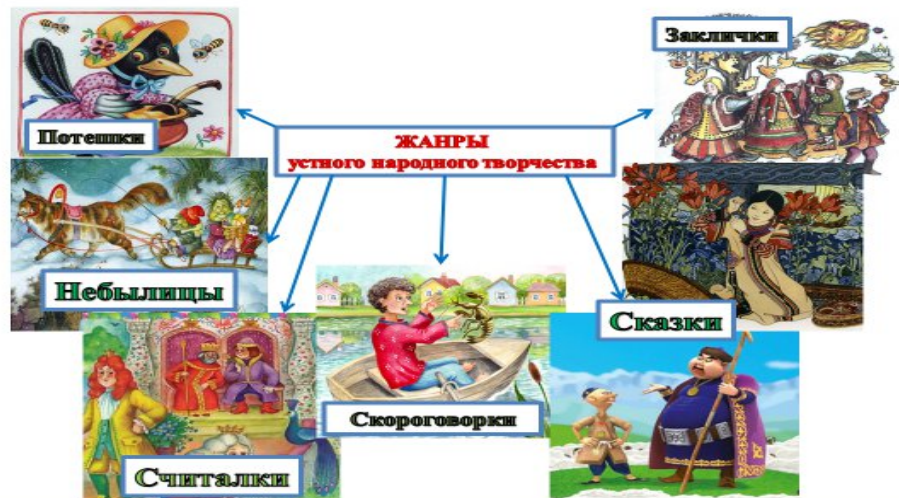 Заклички
Потешки
ЖАНРЫ
устного народного творчества
Небылицы
Сказки
Скороговорки
Считалки